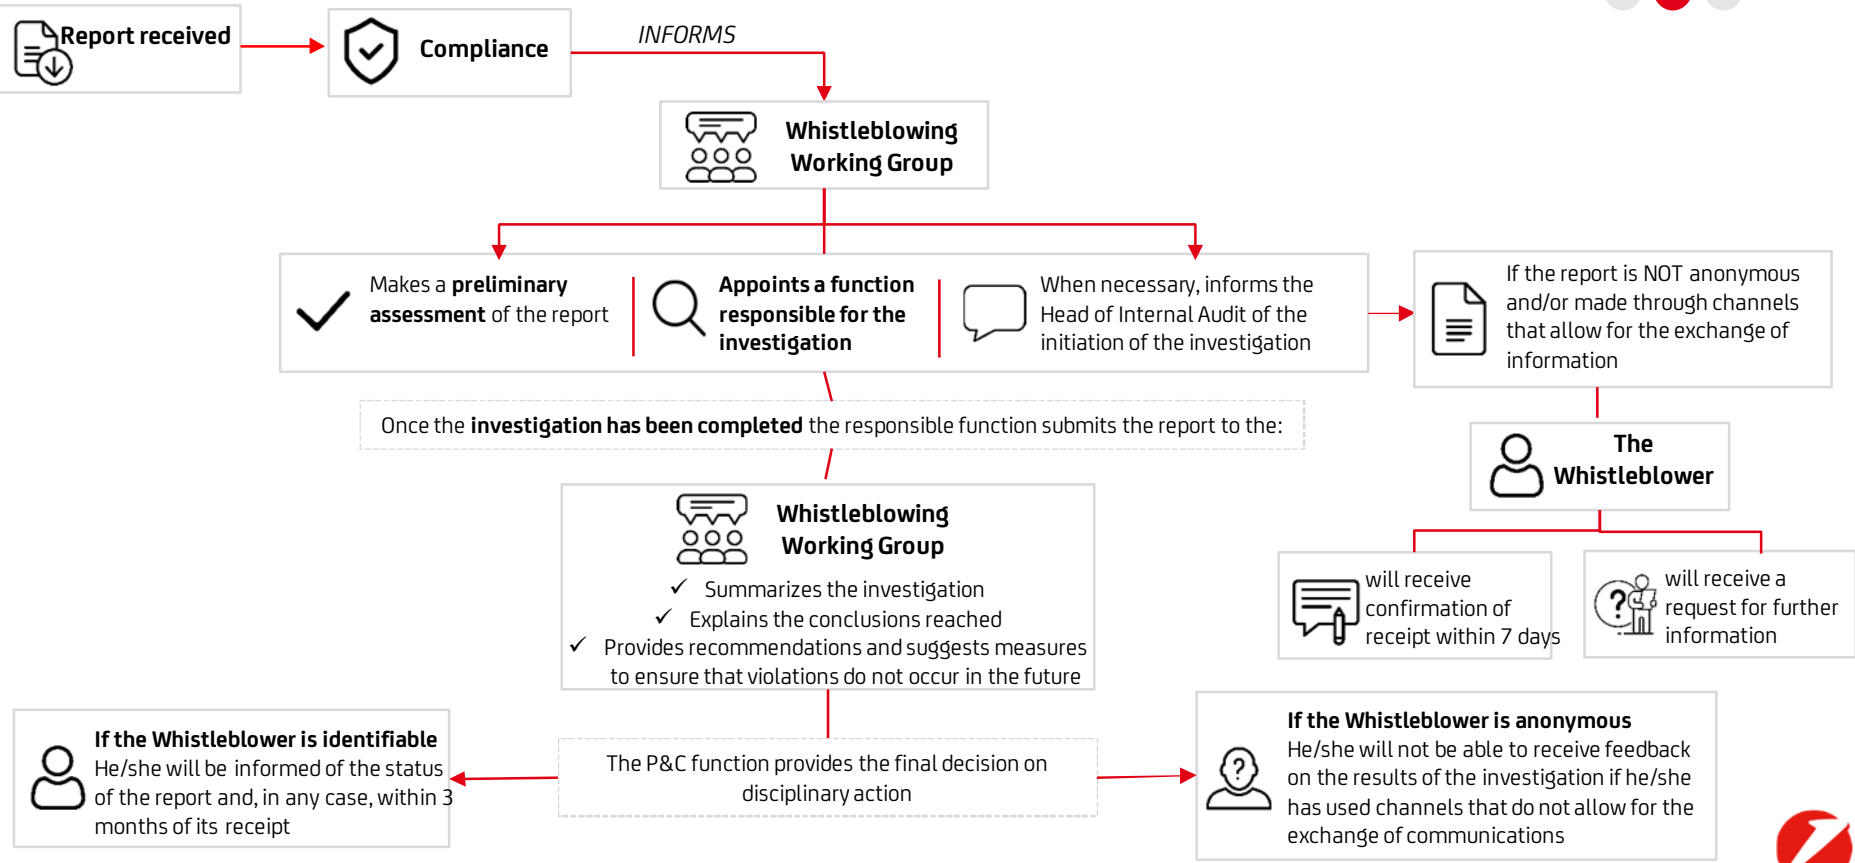 Report received
Compliance
INFORMS
Whistleblowing
Working Group
Makes a preliminary
assessment of the report
Appoints a function
responsible for the
investigation
When necessary, informs the
Head of Internal Audit of the
initiation of the investigation
If the report is NOT anonymous
and/or made through channels
that allow for the exchange of
information
Once the investigation has been completed the responsible function submits the report to the:
The
Whistleblower
Whistleblowing
Working Group
✓ Summarizes the investigation
✓ Explains the conclusions reached
✓ Provides recommendations and suggests measures
to ensure that violations do not occur in the future
will receive
confirmation of
receipt within 7 days
will receive a
request for further
information
If the Whistleblower is identifiable
He/she will be informed of the status
of the report and, in any case, within 3
months of its receipt
The P&C function provides the final decision on
disciplinary action
If the Whistleblower is anonymous
He/she will not be able to receive feedback
on the results of the investigation if he/she
has used channels that do not allow for the
exchange of communications